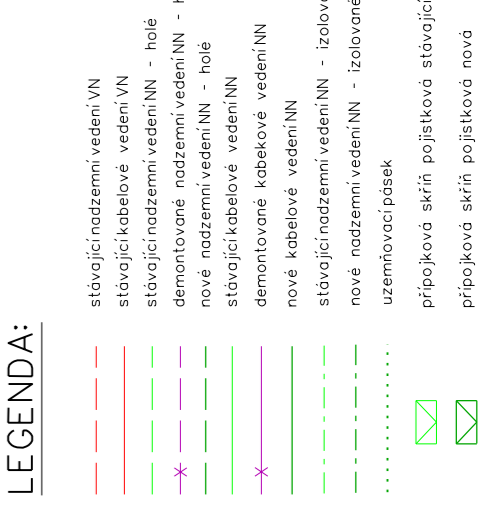 LEGENDA:
stávající nadzemní vedení VN
stávající kabelové vedení VN
stávající nadzemní vedení NN - holé
demontované nadzemní vedení NN -
nové nadzemní vedení NN - holé
stávající kabelové vedení NN
demontované kabekové vedení NN
nové kabelové vedení NN
stávající nadzemní vedení NN -
nové nadzemní vedení NN - izolované
uzemňovací pásek
přípojková skříň pojistková stávající
přípojková skříň pojistková nová